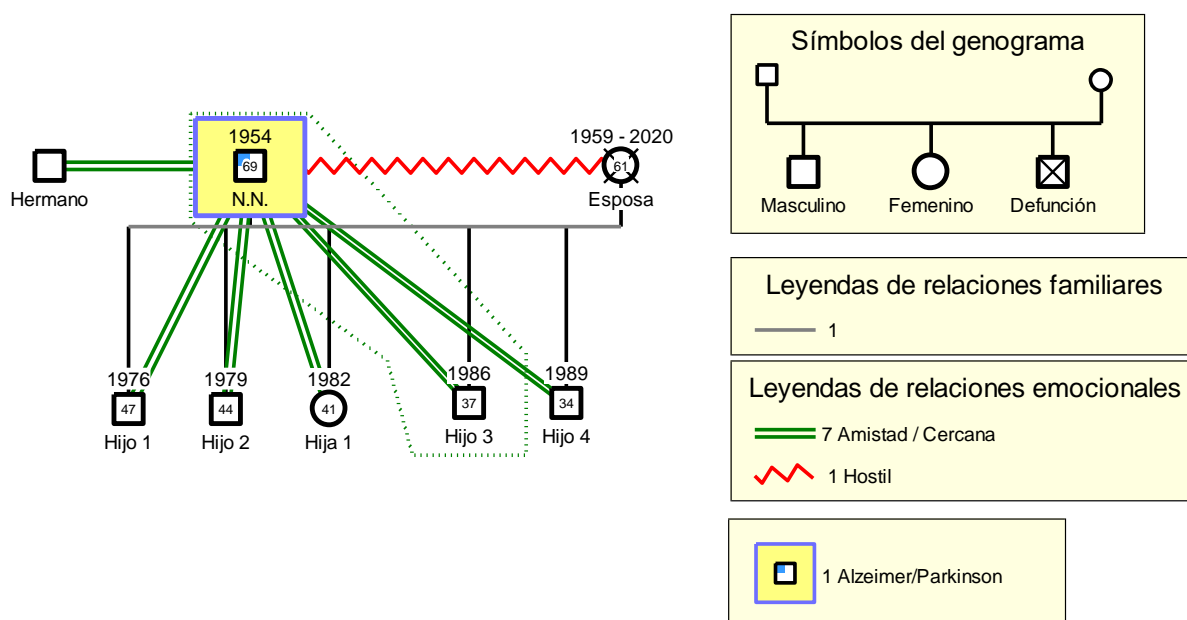 Símbolos del genograma
Masculino Femenino Defunción
Leyendas de relaciones familiares
1
Leyendas de relaciones emocionales
7 Amistad / Cercana
1 Hostil
1 Alzeimer/Parkinson
1954
69
N.N.
Hermano
1959 - 2020
61
Esposa
1976
47
Hijo 1
1979
44
Hijo 2
1982
41
Hija 1
1986
37
Hijo 3
1989
34
Hijo 4